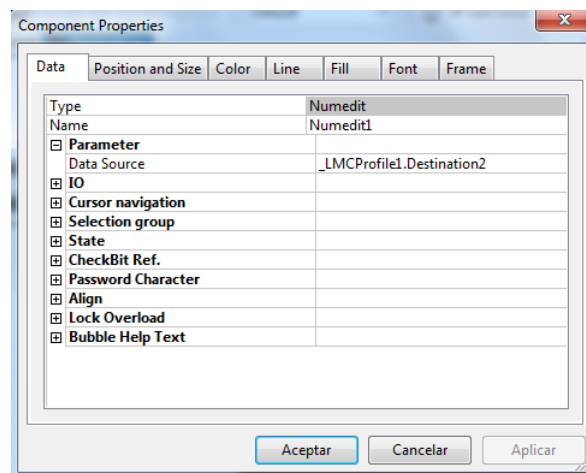 Component Properties
Data Position and Size Color Line Fill Font Frame
Type Numedit
Name Numedit1
Parameter
Data Source _LMCProfile1.Destination2
IO
Cursor navigation
Selection group
State
CheckBit Ref.
Password Character
Align
Lock Overload
Bubble Help Text
Aceptar Cancelar Aplicar